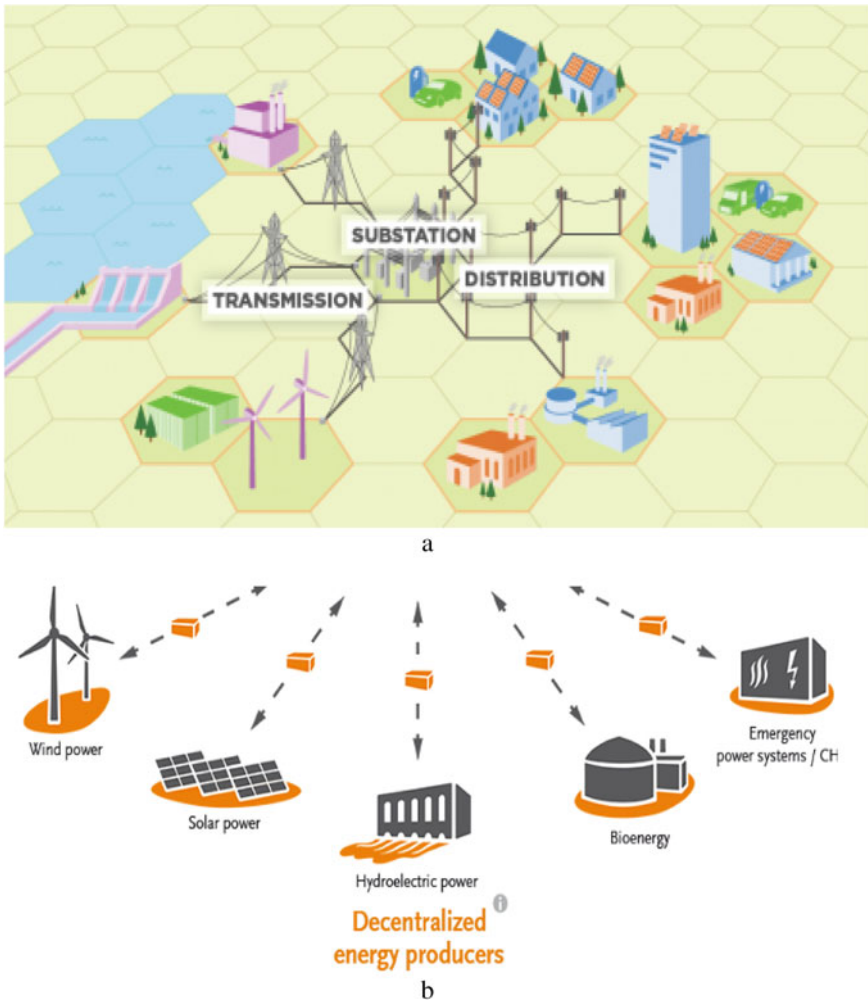 SUBSTATION
DISTRIBUTION
TRANSMISSION
a
Wind power
Solar power
Hydroelectric power
Bioenergy
Emergency
power systems / CH
Decentralized
energy producers
i
b